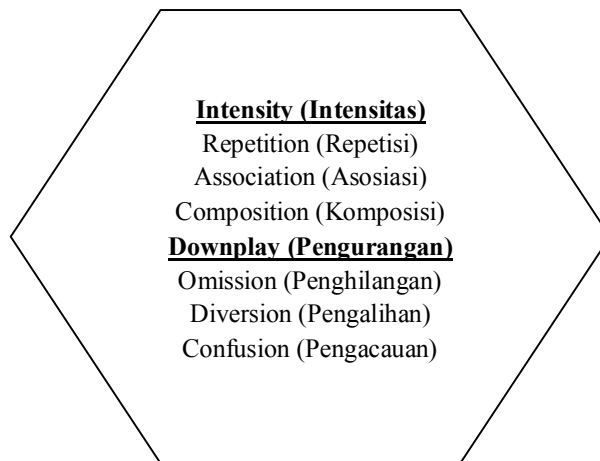 Intensity (Intensitas)
Repetition (Repetisi)
Association (Asosiasi)
Composition (Komposisi)
Downplay (Pengurangan)
Omission (Penghilangan)
Diversion (Pengalihan)
Confusion (Pengacauan)